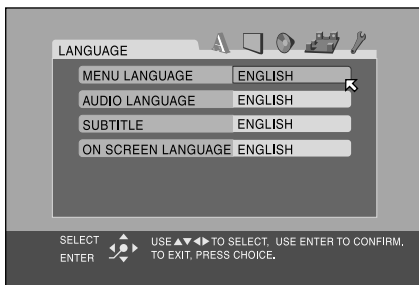 LANGUAGE
MENU LANGUAGE ENGLISH
AUDIO LANGUAGE ENGLISH
SUBTITLE ENGLISH
ON SCREEN LANGUAGE ENGLISH
SELECT
ENTER
USE ▲▼◀▶ TO SELECT, USE ENTER TO CONFIRM.
TO EXIT, PRESS CHOICE.